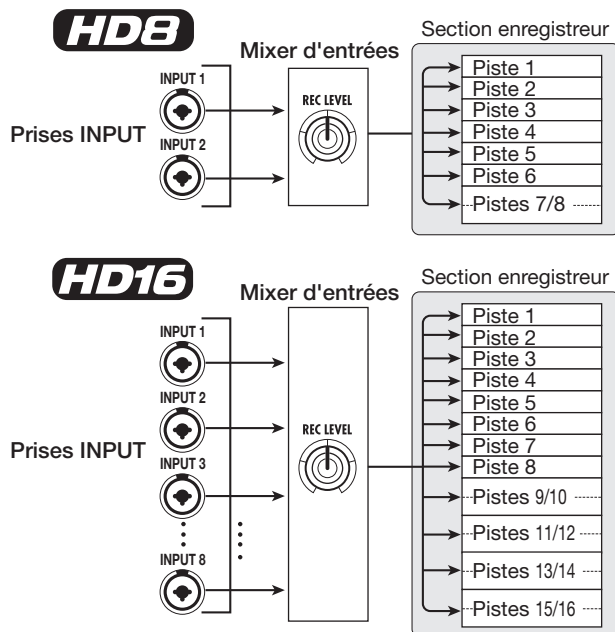 HD8
Section enregistreur
Mixer d'entrées
INPUT 1
REC LEVEL
Prises INPUT
INPUT 2
Piste 1
Piste 2
Piste 3
Piste 4
Piste 5
Piste 6
Pistes 7/8
HD16
Section enregistreur
Mixer d'entrées
INPUT 1
INPUT 2
REC LEVEL
Prises INPUT
INPUT 3
INPUT 8
Piste 1
Piste 2
Piste 3
Piste 4
Piste 5
Piste 6
Piste 7
Piste 8
Pistes 9/10
Pistes 11/12
Pistes 13/14
Pistes 15/16